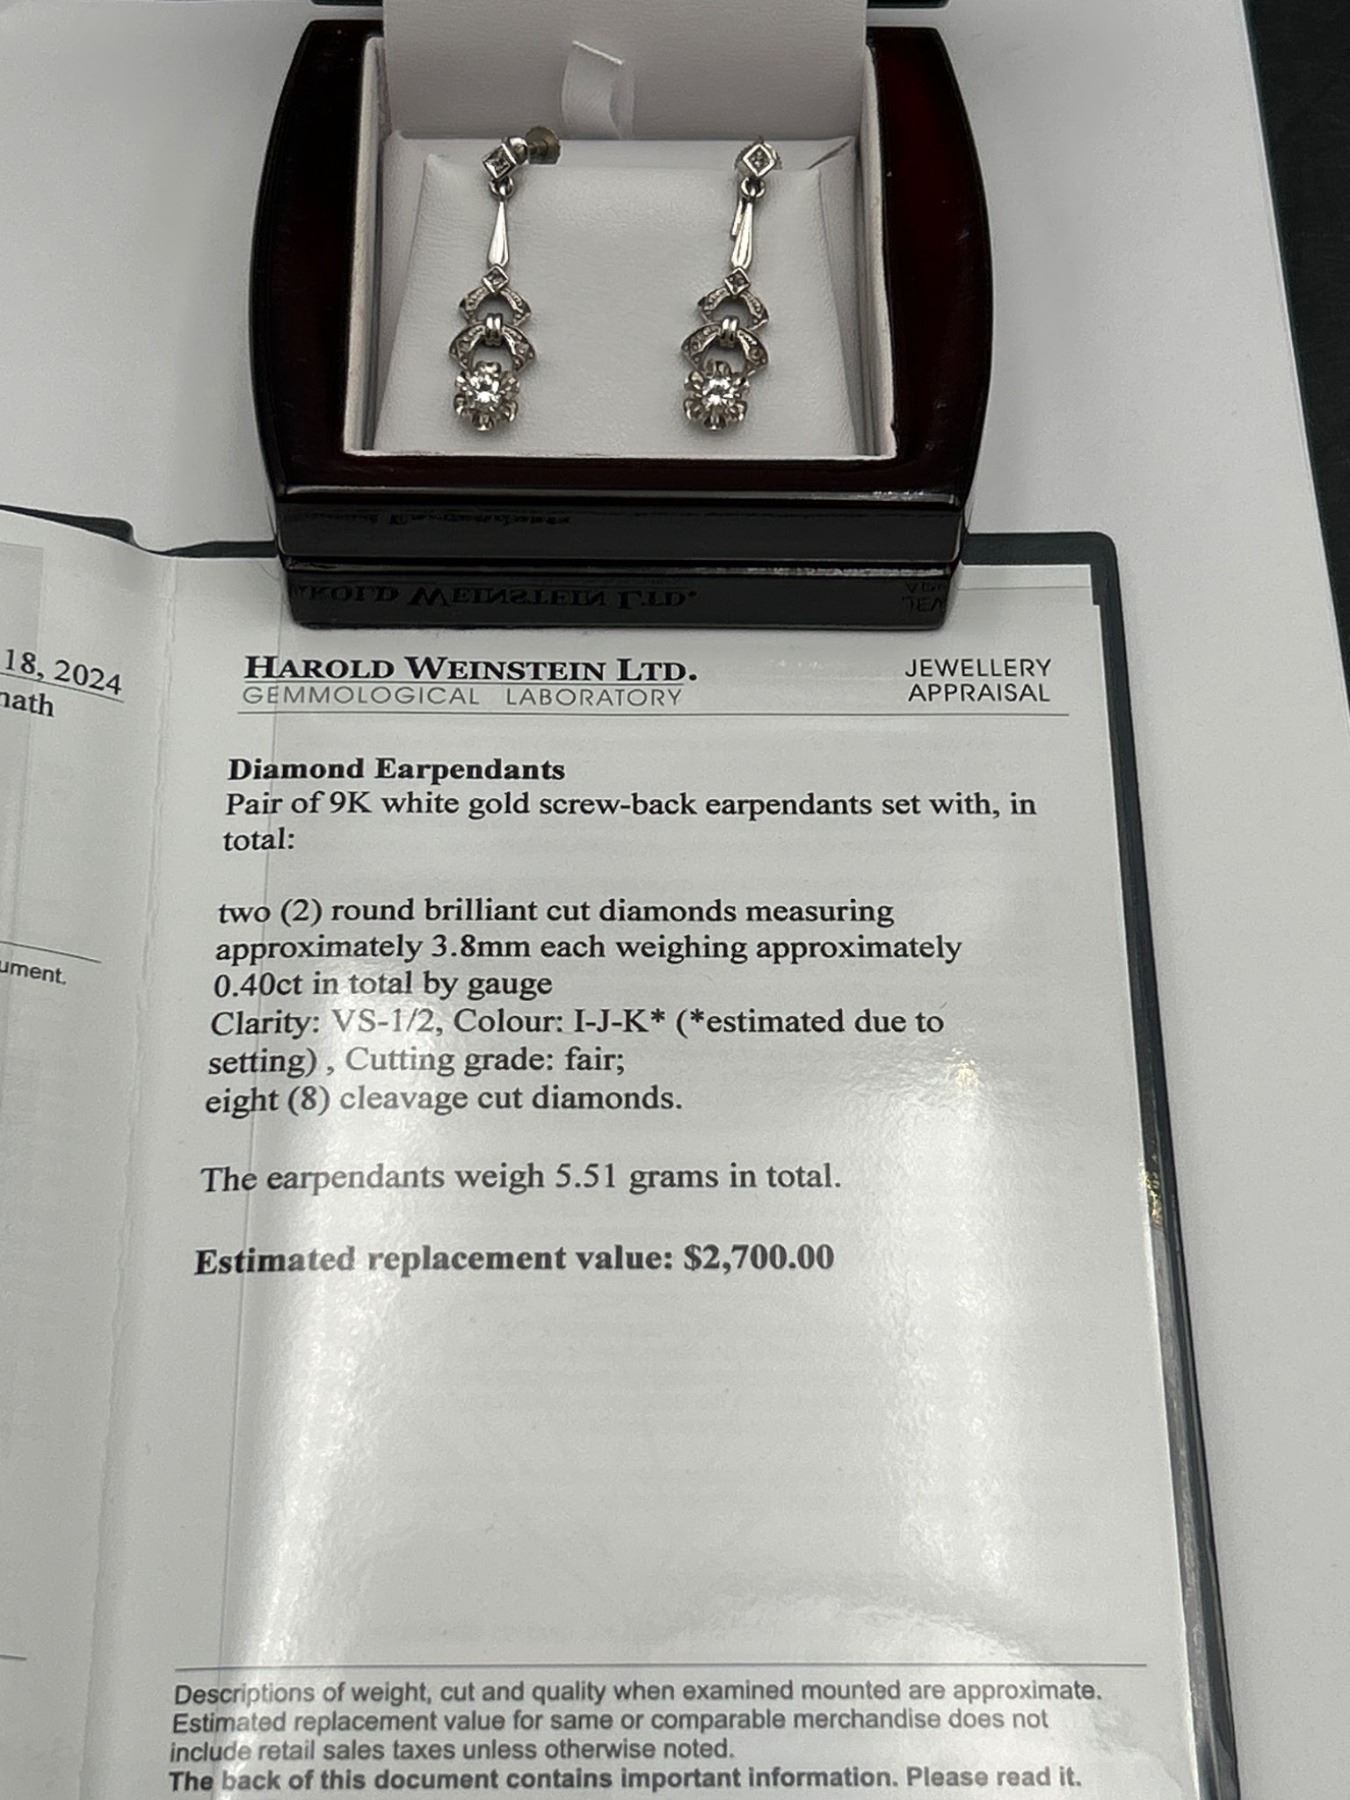 18, 2024
nath
ument.
HAROLD WEINSTEIN LTD.
GEMMOLOGICAL LABORATORY
JEWELLERY
APPRAISAL
Diamond Earpendants
Pair of 9K white gold screw-back earpendants set with, in
total:
two (2) round brilliant cut diamonds measuring
approximately 3.8mm each weighing approximately
0.40ct in total by gauge
Clarity: VS-1/2, Colour: I-J-K* (*estimated due to
setting) , Cutting grade: fair;
eight (8) cleavage cut diamonds.
The earpendants weigh 5.51 grams in total.
Estimated replacement value: $2,700.00
Descriptions of weight, cut and quality when examined mounted are approximate.
Estimated replacement value for same or comparable merchandise does not
include retail sales taxes unless otherwise noted.
The back of this document contains important information. Please read it.